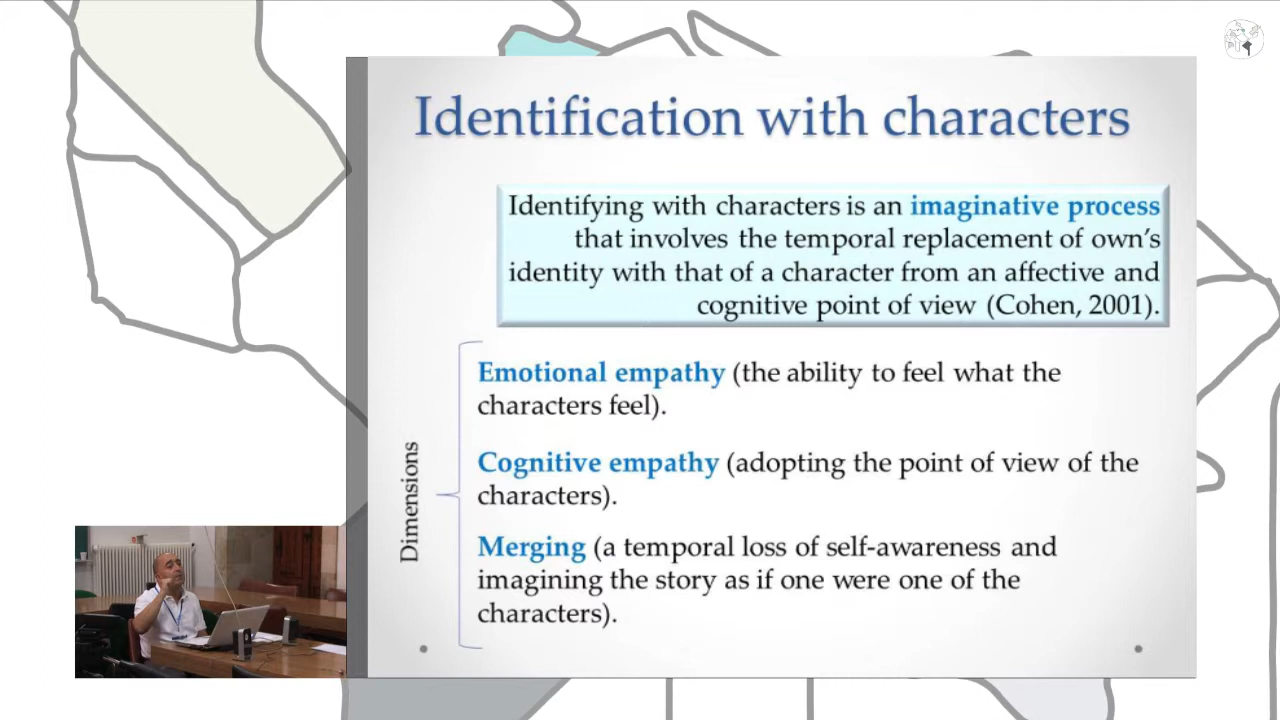 Identification with characters
Identifying with characters is an imaginative process
that involves the temporal replacement of own's
identity with that of a character from an affective and
cognitive point of view (Cohen, 2001).
Dimensions
Emotional empathy (the ability to feel what the
characters feel).
Cognitive empathy (adopting the point of view of the
characters).
Merging (a temporal loss of self-awareness and
imagining the story as if one were one of the
characters).